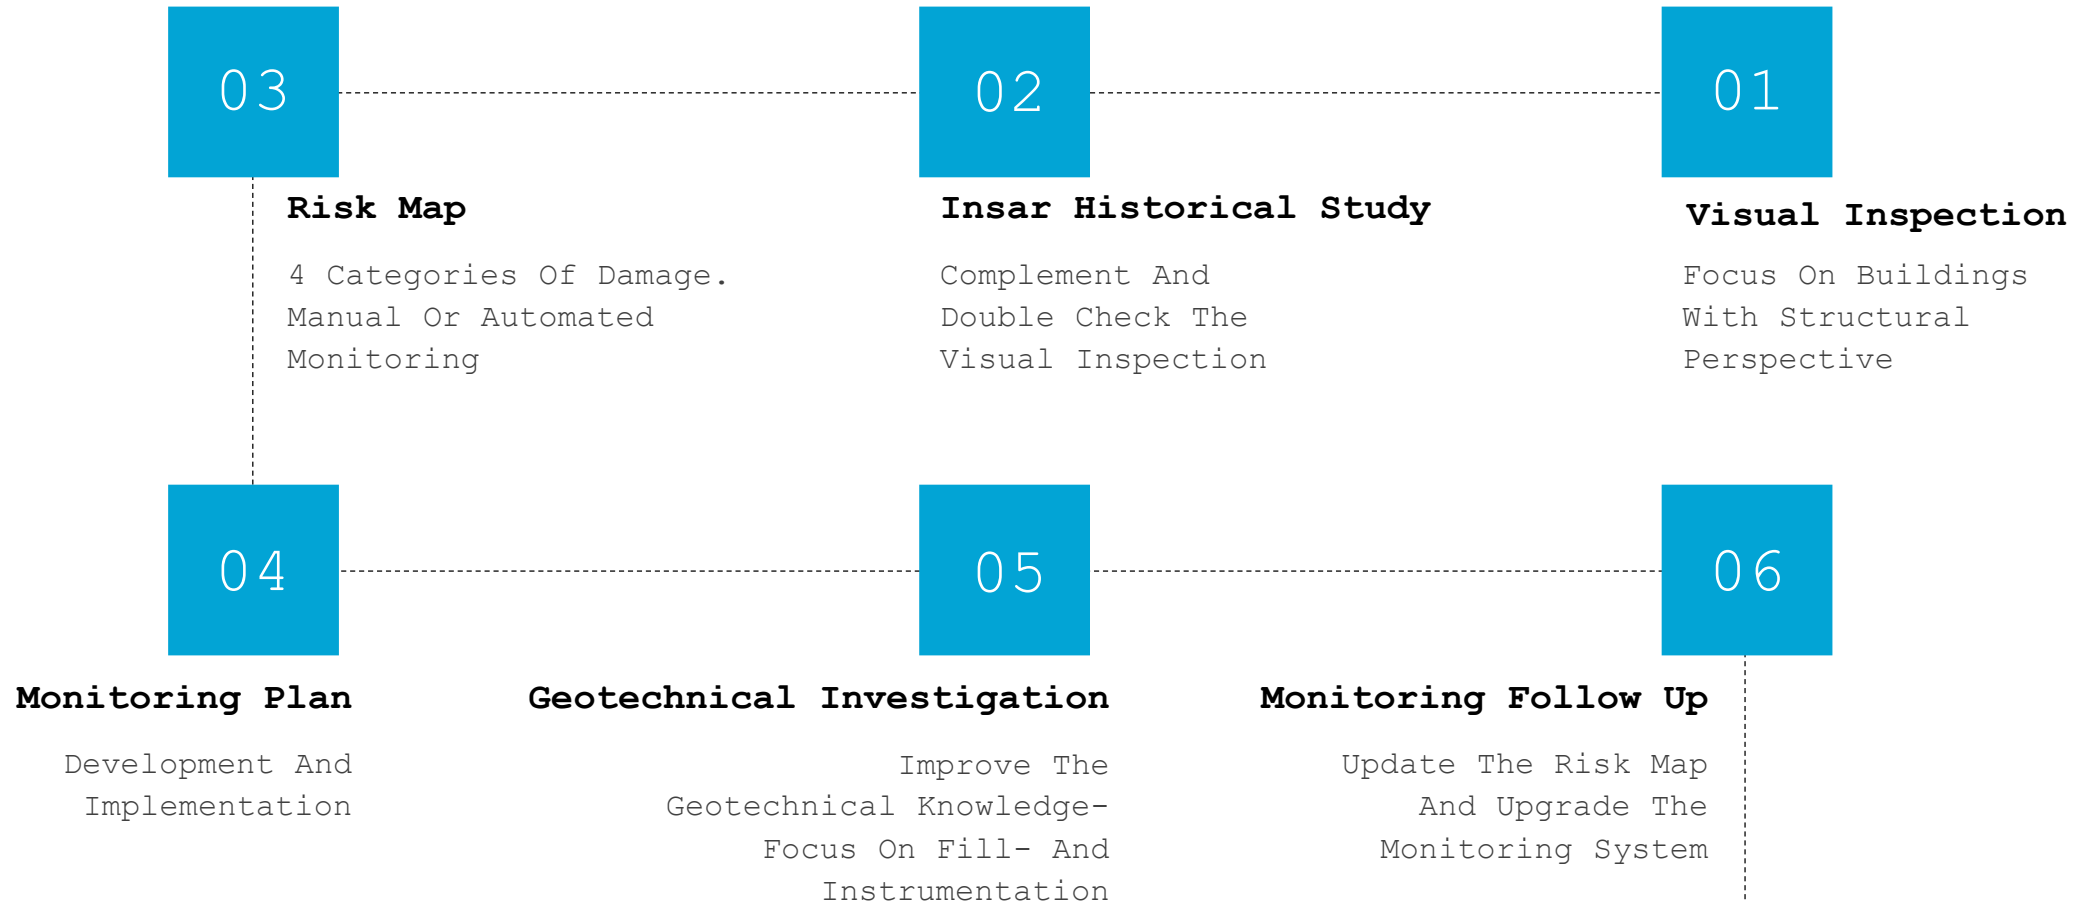 03
02
01
Risk Map
4 Categories Of Damage.
Manual Or Automated
Monitoring
Insar Historical Study
Complement And
Double Check The
Visual Inspection
Visual Inspection
Focus On Buildings
With Structural
Perspective
04
05
06
Monitoring Plan
Development And
Implementation
Geotechnical Investigation
Improve The
Geotechnical Knowledge-
Focus On Fill- And
Instrumentation
Monitoring Follow Up
Update The Risk Map
And Upgrade The
Monitoring System